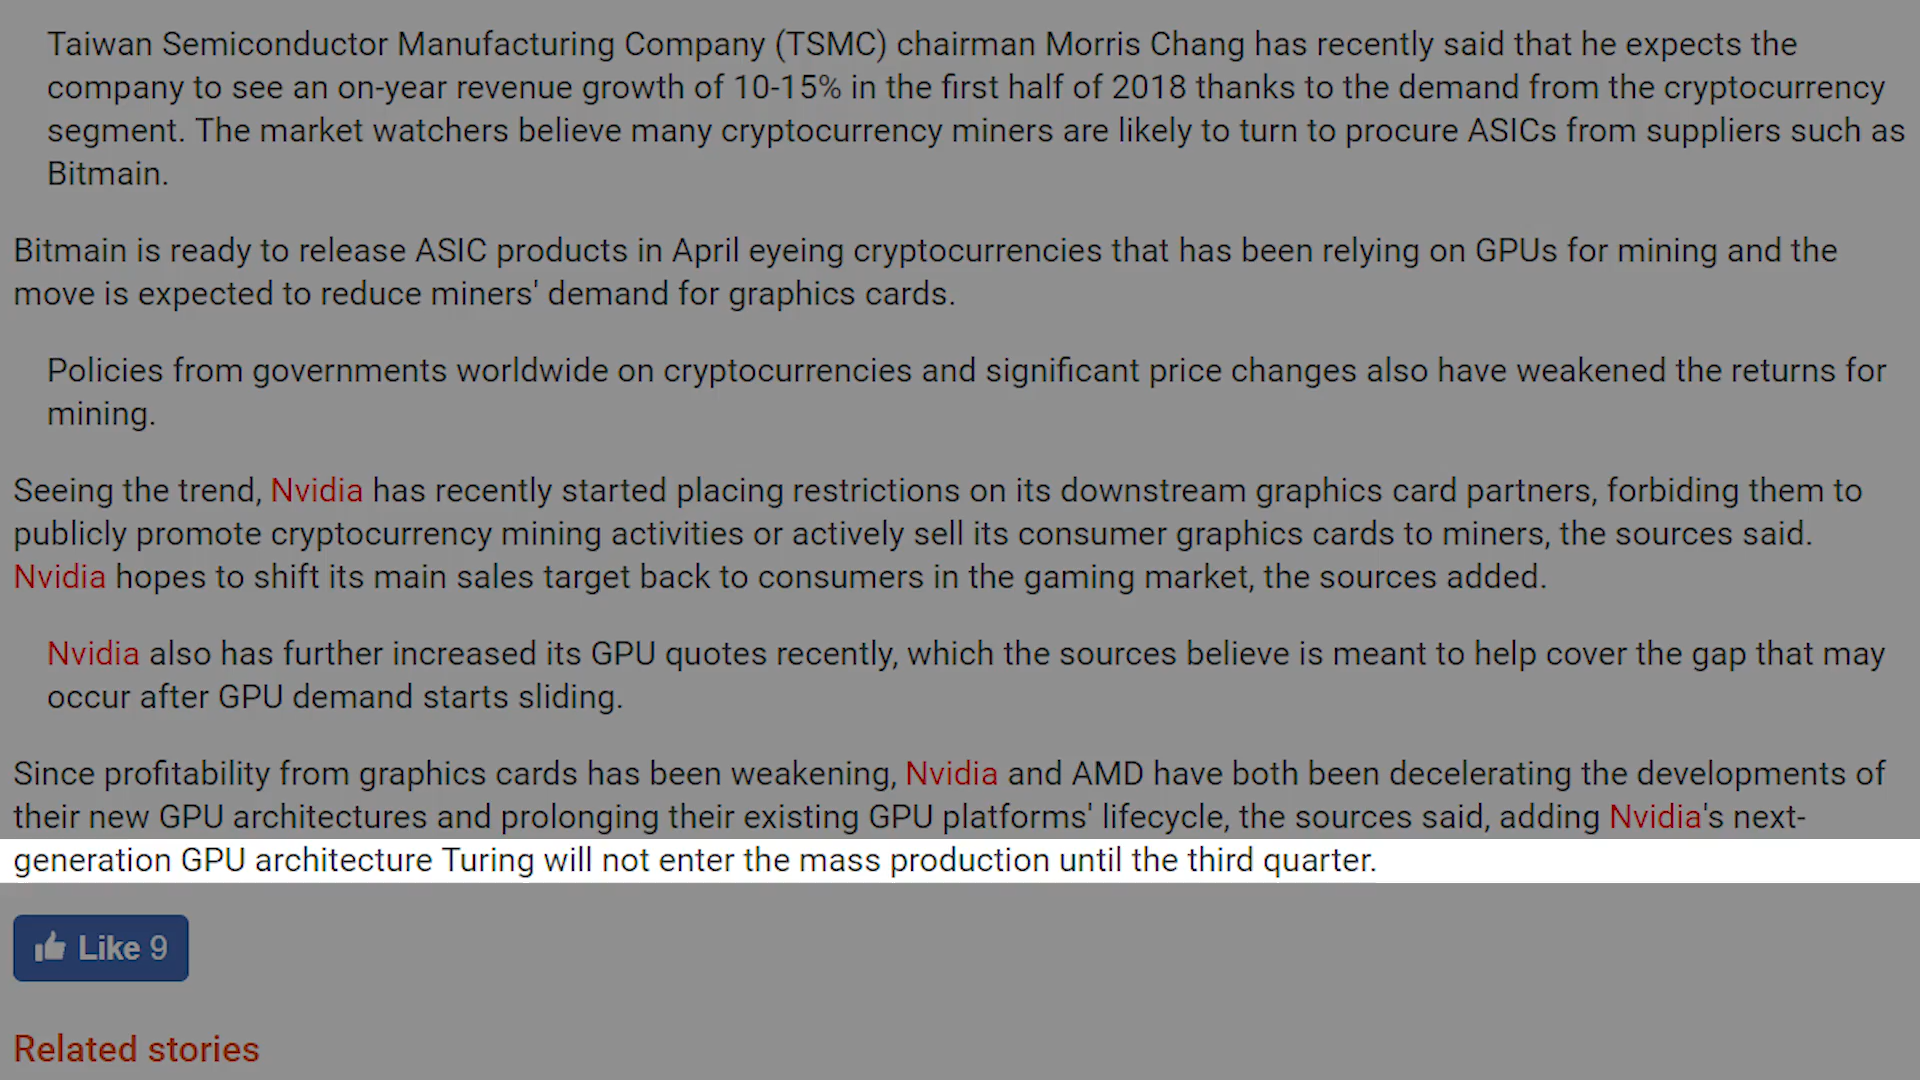 Taiwan Semiconductor Manufacturing Company (TSMC) chairman Morris Chang has recently said that he expects the
company to see an on-year revenue growth of 10-15% in the first half of 2018 thanks to the demand from the cryptocurrency
segment. The market watchers believe many cryptocurrency miners are likely to turn to procure ASICs from suppliers such as
Bitmain.
Bitmain is ready to release ASIC products in April eyeing cryptocurrencies that has been relying on GPUs for mining and the
move is expected to reduce miners' demand for graphics cards.
Policies from governments worldwide on cryptocurrencies and significant price changes also have weakened the returns for
mining.
Seeing the trend, Nvidia has recently started placing restrictions on its downstream graphics card partners, forbiding them to
publicly promote cryptocurrency mining activities or actively sell its consumer graphics cards to miners, the sources said.
Nvidia hopes to shift its main sales target back to consumers in the gaming market, the sources added.
Nvidia also has further increased its GPU quotes recently, which the sources believe is meant to help cover the gap that may
occur after GPU demand starts sliding.
Since profitability from graphics cards has been weakening, Nvidia and AMD have both been decelerating the developments of
their new GPU architectures and prolonging their existing GPU platforms' lifecycle, the sources said, adding Nvidia's next-
generation GPU architecture Turing will not enter the mass production until the third quarter.
Like 9
Related stories